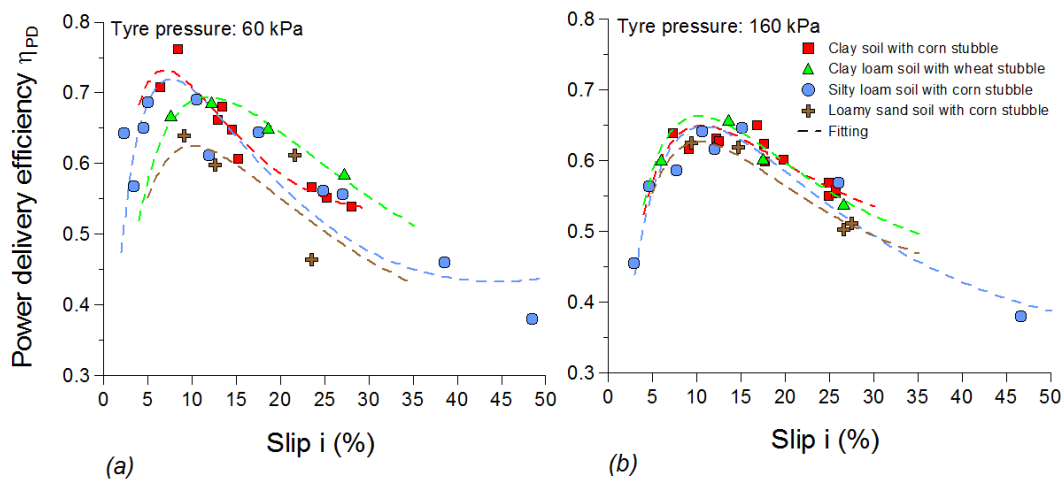 Power delivery efficiency ηPD
Tyre pressure: 60 kPa
0.8
0.7
0.6
0.5
0.4
0.3
0 5 10 15 20 25 30 35 40 45 50
Slip i (%)
(a)
Tyre pressure: 160 kPa
Clay soil with corn stubble
Clay loam soil with wheat stubble
Silty loam soil with corn stubble
Loamy sand soil with corn stubble
Fitting
0.8
0.7
0.6
0.5
0.4
0.3
0 5 10 15 20 25 30 35 40 45 50
Slip i (%)
(b)